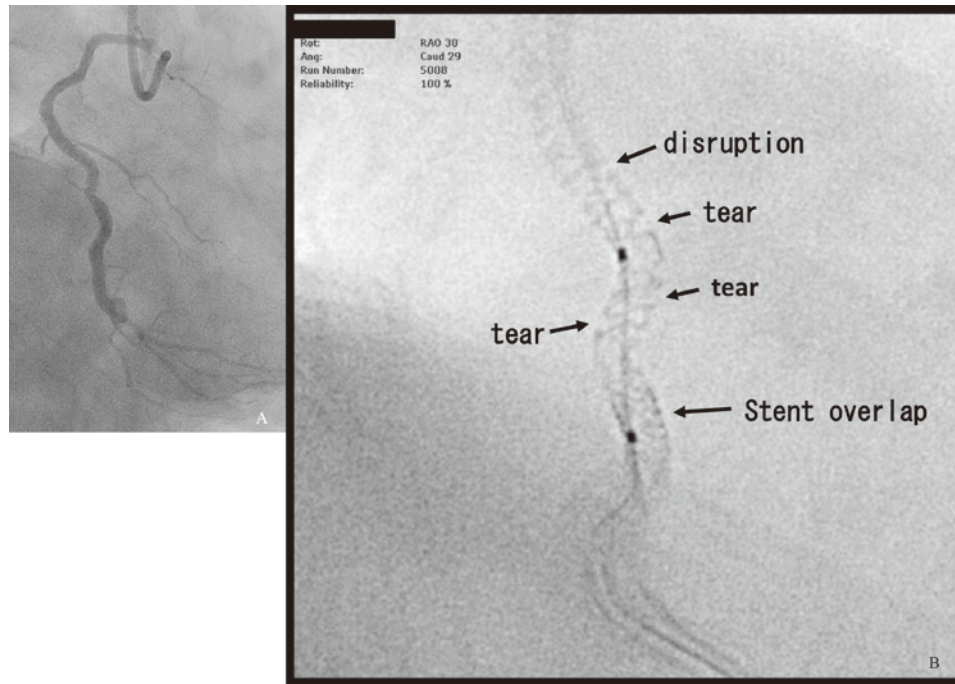 A
Rot: RAO 30
Ang: Caud 29
Run Number: 5008
Reliability: 100 %
disruption
tear
tear
tear
Stent overlap
B